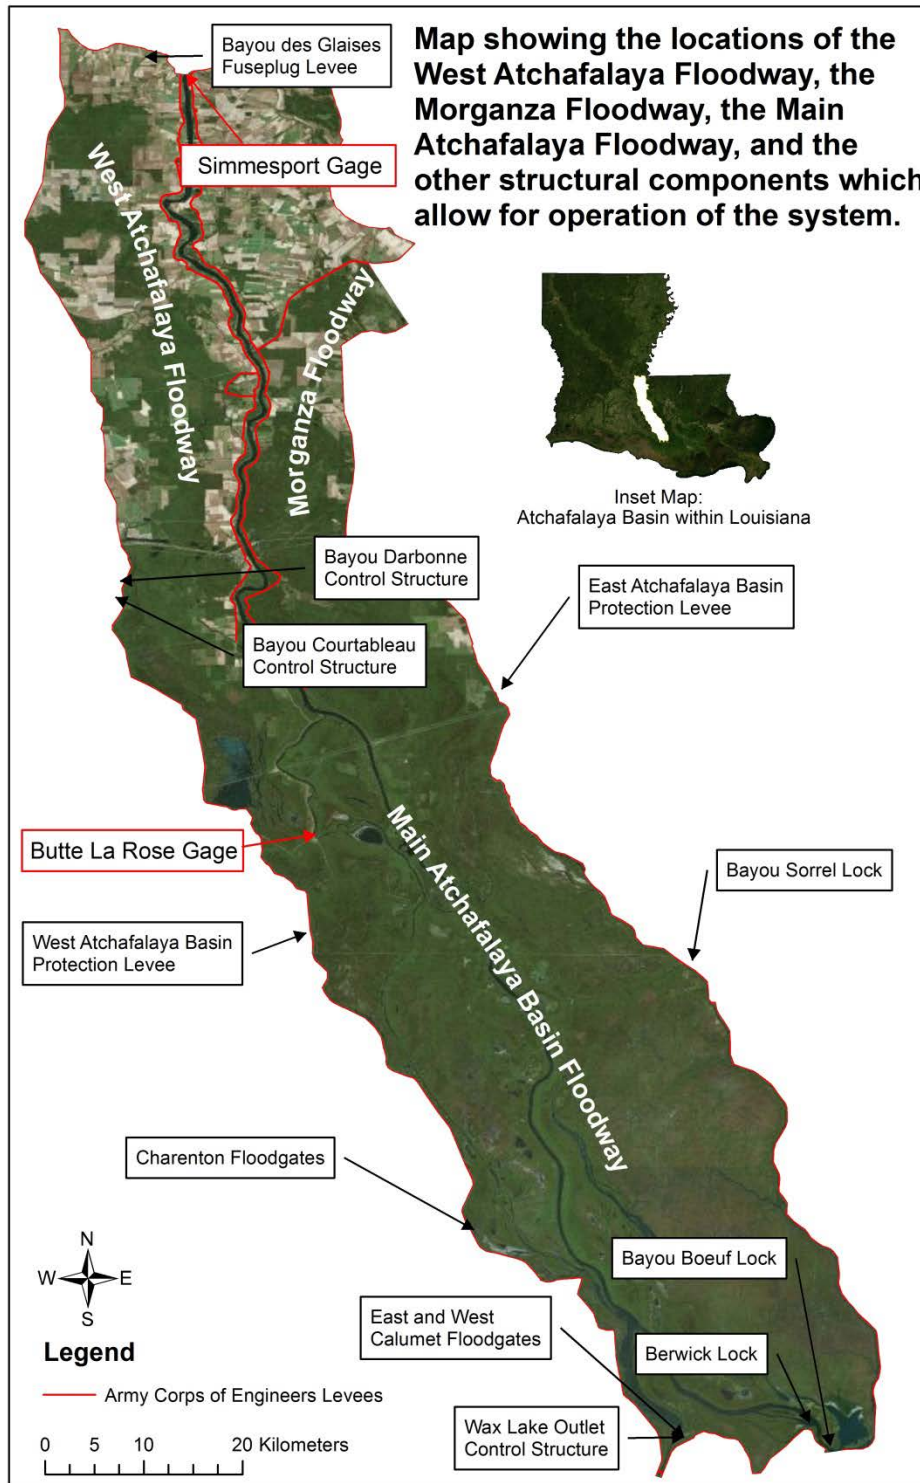 Map showing the locations of the
West Atchafalaya Floodway, the
Morganza Floodway, the Main
Atchafalaya Floodway, and the
other structural components which
allow for operation of the system.
Bayou des Glaises
Fuseplug Levee
Simmesport Gage
West Atchafalaya Floodway
Morganza Floodway
Inset Map:
Atchafalaya Basin within Louisiana
Bayou Darbonne
Control Structure
East Atchafalaya Basin
Protection Levee
Bayou Courtableau
Control Structure
Main Atchafalaya Basin Floodway
Butte La Rose Gage
Bayou Sorrel Lock
West Atchafalaya Basin
Protection Levee
Charenton Floodgates
Bayou Boeuf Lock
East and West
Calumet Floodgates
Berwick Lock
Wax Lake Outlet
Control Structure
N
W E
S
Legend
Army Corps of Engineers Levees
0 5 10 20 Kilometers